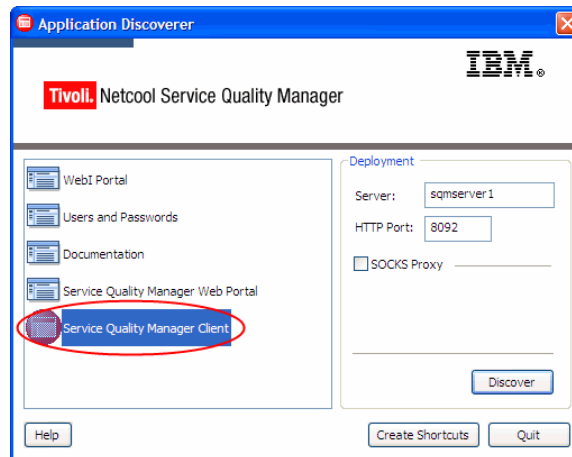 Application Discoverer
IBM®
Tivoli. Netcool Service Quality Manager
WebI Portal
Users and Passwords
Documentation
Service Quality Manager Web Portal
Service Quality Manager Client
Deployment
Server: sqmserver1
HTTP Port: 8092
SOCKS Proxy
Discover
Help
Create Shortcuts
Quit